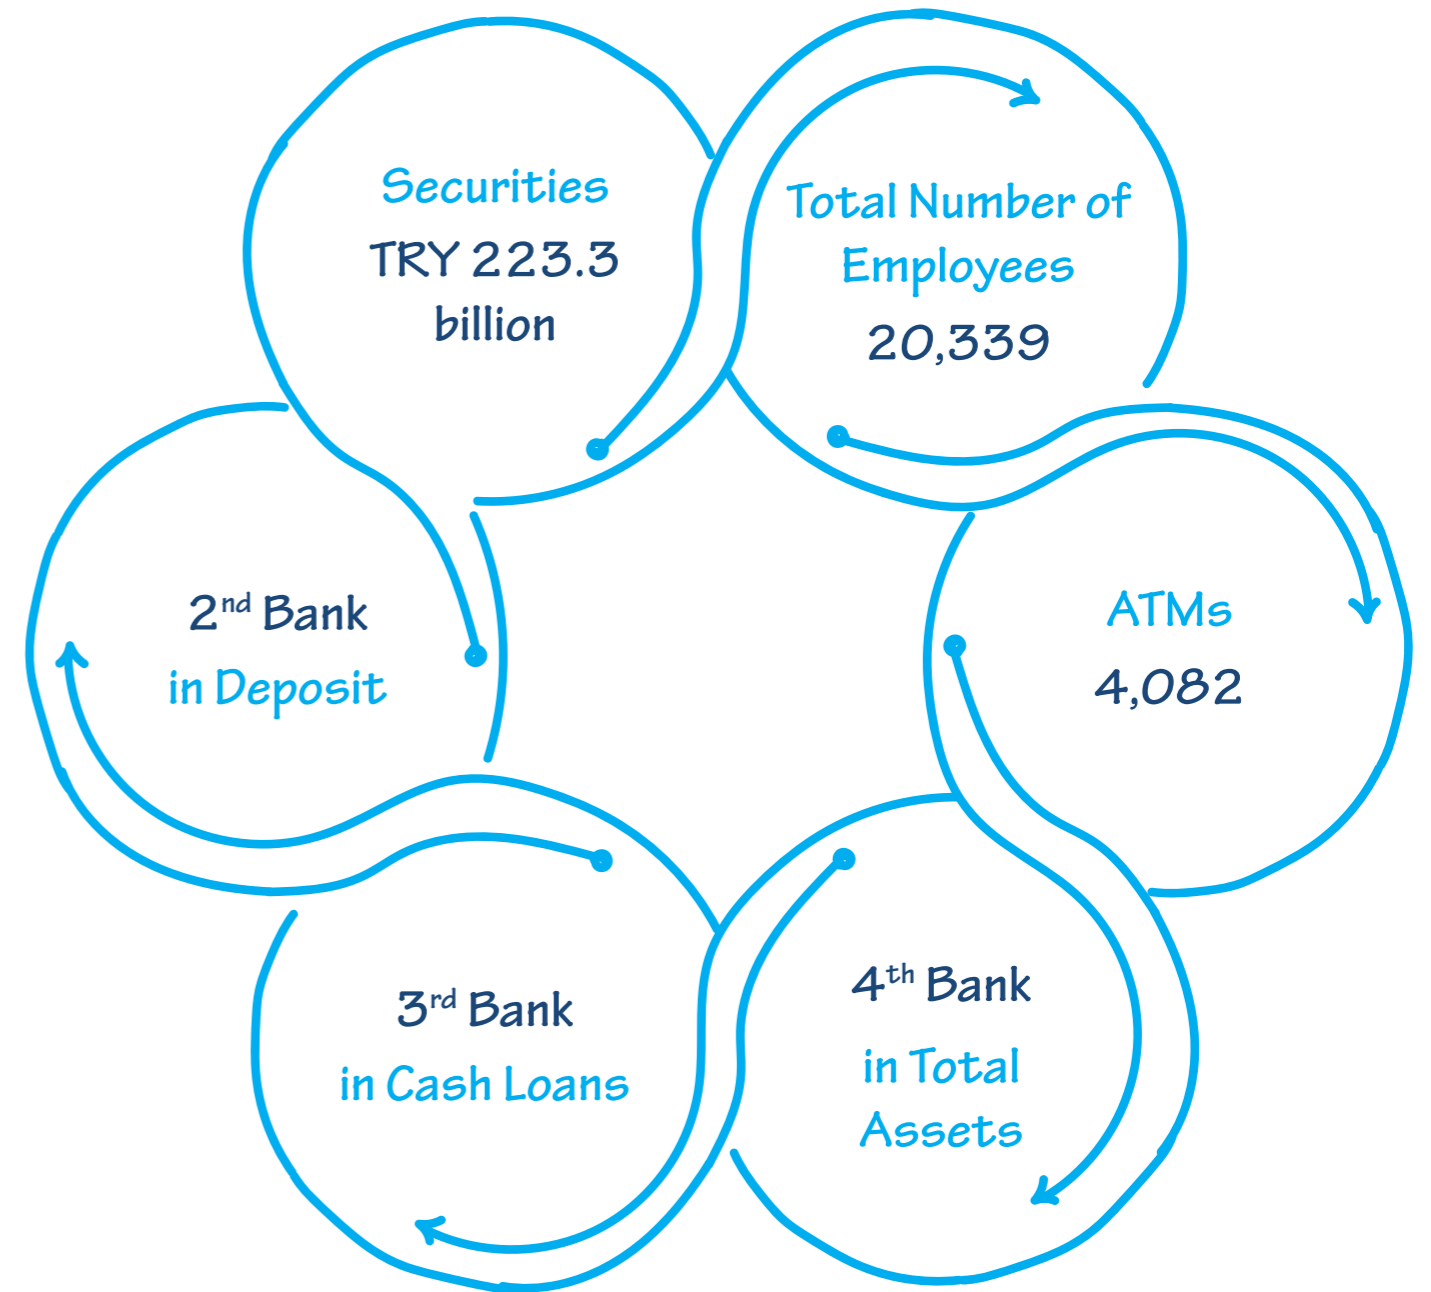 Securities
TRY 223.3
billion
Total Number of
Employees
20,339
ATMs
4,082
4th Bank
in Total
Assets
3rd Bank
in Cash Loans
2nd Bank
in Deposit